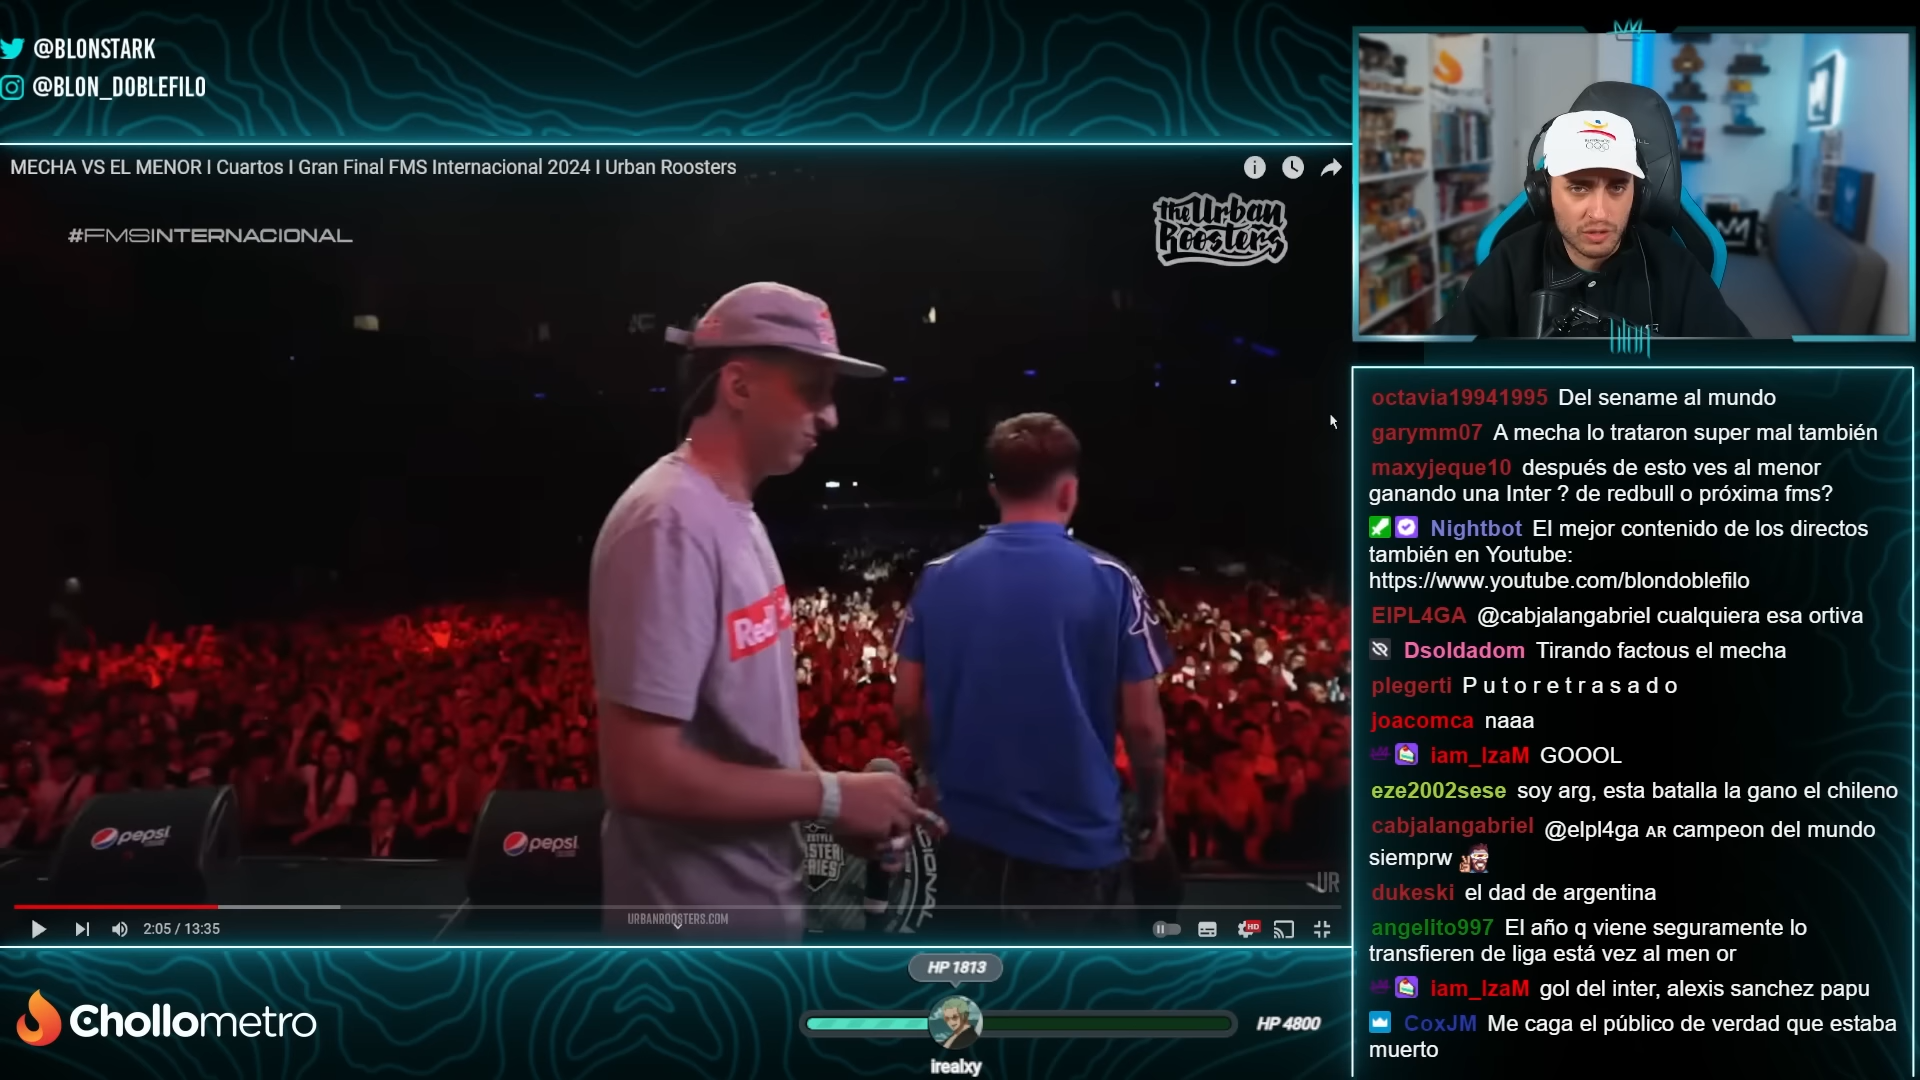 @BLONSTARK
@BLON_DOBLEFILO
MECHA VS EL MENOR I Cuartos I Gran Final FMS Internacional 2024 I Urban Roosters
#FMSINTERNACIONAL
the Urban
Roosters
Red
pepsi
pepsi
UR
URBANROOSTERS.COM
2:05 / 13:35
HD
octavia19941995 Del sename al mundo
garymm07 A mecha lo trataron super mal también
maxyjeque10 después de esto ves al menor
ganando una Inter ? de redbull o próxima fms?
Nightbot El mejor contenido de los directos
también en Youtube:
https://www.youtube.com/blondoblefilo
ElPL4GA @cabjalangabriel cualquiera esa ortiva
Dsoldadom Tirando factous el mecha
plegerti P u t o r e t r a s a d o
joacomca naaa
iam_IzaM GOOOL
eze2002sese soy arg, esta batalla la gano el chileno
cabjalangabriel @elpl4ga AR campeon del mundo
siemprw
dukeski el dad de argentina
angelito997 El año q viene seguramente lo
transfieren de liga está vez al men or
iam_IzaM gol del inter, alexis sanchez papu
CoxJM Me caga el público de verdad que estaba
muerto
Chollometro
HP 1813
HP 4800
irealxy